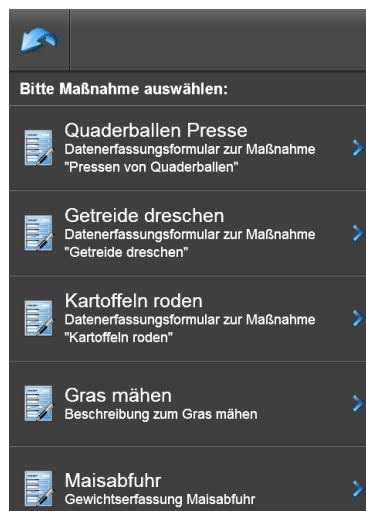 Bitte Maßnahme auswählen:
Quaderballen Presse
Datenerfassungsformular zur Maßnahme
"Pressen von Quaderballen"
Getreide dreschen
Datenerfassungsformular zur Maßnahme
"Getreide dreschen"
Kartoffeln roden
Datenerfassungsformular zur Maßnahme
"Kartoffeln roden"
Gras mähen
Beschreibung zum Gras mähen
Maisabfuhr
Gewichtserfassung Maisabfuhr